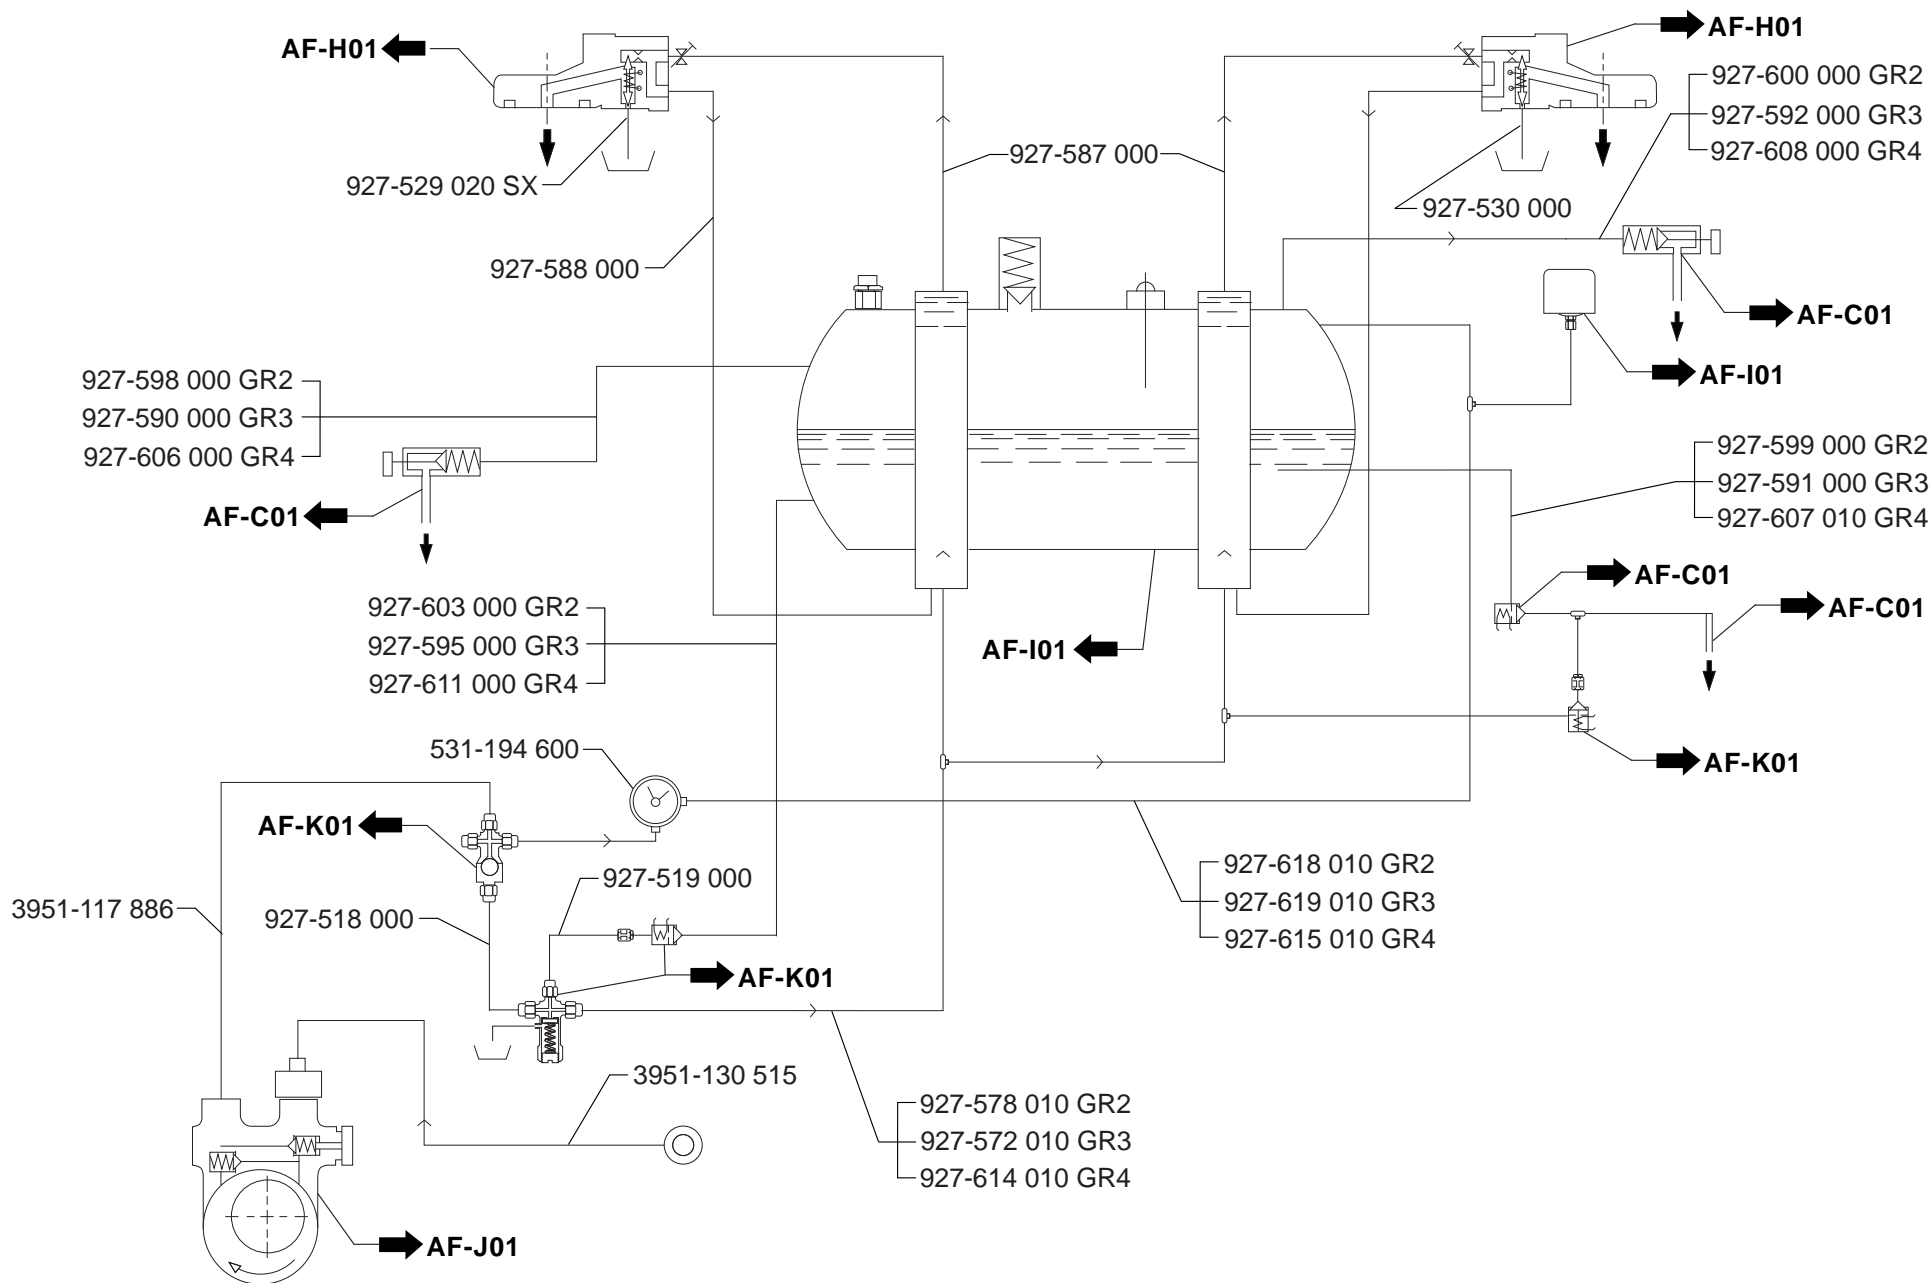 AF-H01
AF-H01
927-600 000 GR2
927-592 000 GR3
927-608 000 GR4
927-587 000
927-529 020 SX
927-530 000
927-588 000
AF-C01
AF-I01
927-598 000 GR2
927-590 000 GR3
927-606 000 GR4
927-599 000 GR2
927-591 000 GR3
927-607 010 GR4
AF-C01
AF-C01
AF-C01
927-603 000 GR2
927-595 000 GR3
927-611 000 GR4
AF-I01
531-194 600
AF-K01
AF-K01
927-618 010 GR2
927-619 010 GR3
927-615 010 GR4
927-519 000
3951-117 886
927-518 000
AF-K01
3951-130 515
927-578 010 GR2
927-572 010 GR3
927-614 010 GR4
AF-J01